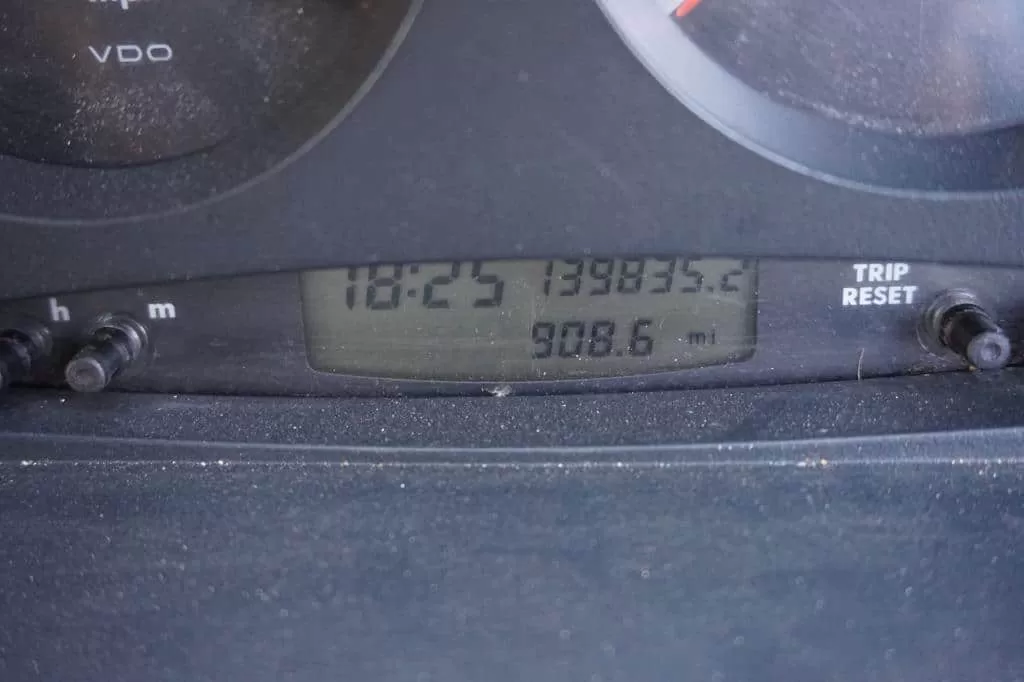 VDO
18:25 139835.2
TRIP
RESET
h m
908.6 mi